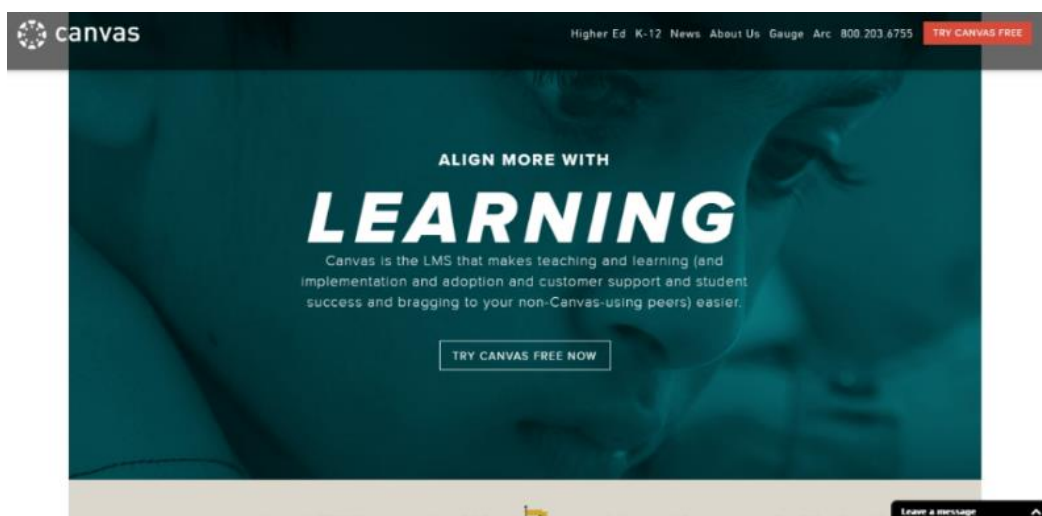 canvas
Higher Ed K-12 News About Us Gauge Arc 800.203.6755 TRY CANVAS FREE
ALIGN MORE WITH
LEARNING
Canvas is the LMS that makes teaching and learning (and
implementation and adoption and customer support and student
success and bragging to your non-Canvas-using peers) easier.
TRY CANVAS FREE NOW
Leave a message